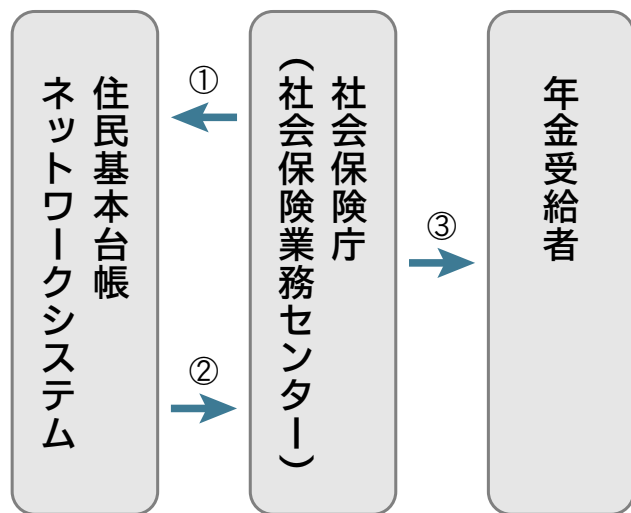 住民基本台帳
ネットワークシステム
①
②
社会保険庁
（社会保険業務センター）
③
年金受給者